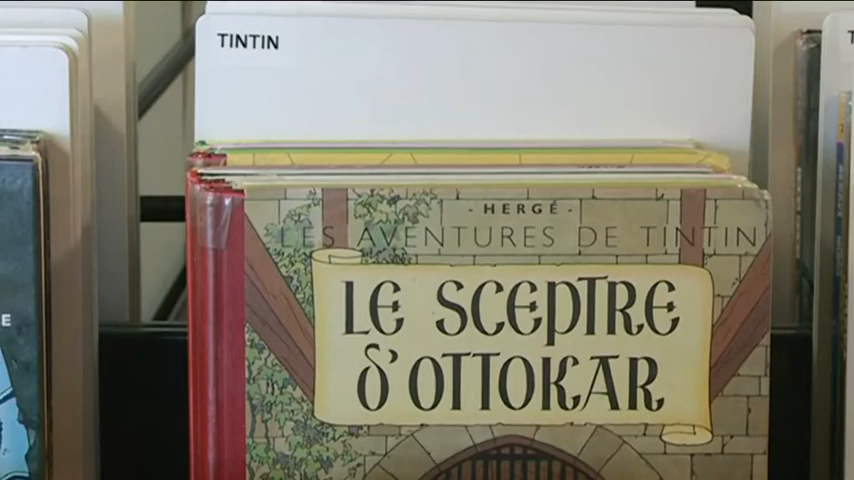 TINTIN
- HERGÉ -
LES AVENTURES DE TINTIN
LE SCEPTRE
d'OTTOKAR